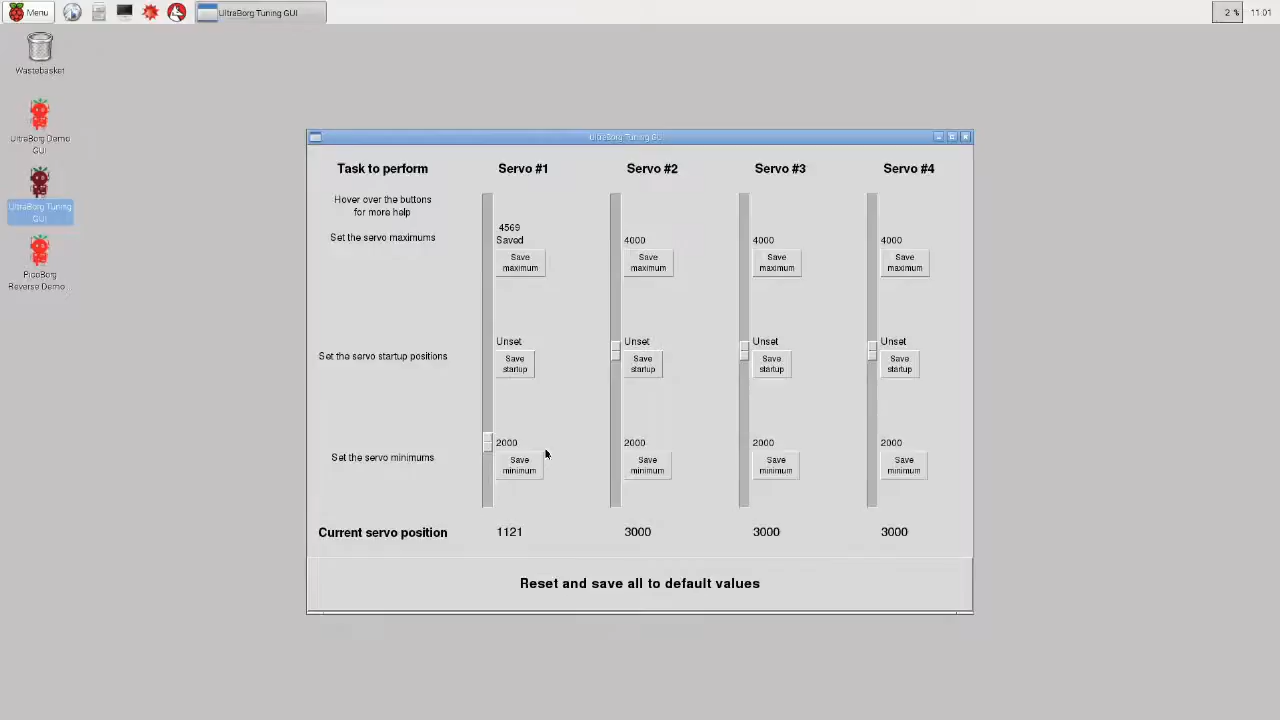 Menu
UltraBorg Tuning GUI
2 %
11:01
Wastebasket
UltraBorg Demo
GUI
UltraBorg Tuning
GUI
PicoBorg
Reverse Demo
UltraBorg Tuning GUI
Task to perform
Servo #1
Servo #2
Servo #3
Servo #4
Hover over the buttons
for more help
Set the servo maximums
4569
Saved
4000
4000
4000
Save
maximum
Save
maximum
Save
maximum
Save
maximum
Set the servo startup positions
Unset
Unset
Unset
Unset
Save
startup
Save
startup
Save
startup
Save
startup
Set the servo minimums
2000
2000
2000
2000
Save
minimum
Save
minimum
Save
minimum
Save
minimum
Current servo position
1121
3000
3000
3000
Reset and save all to default values